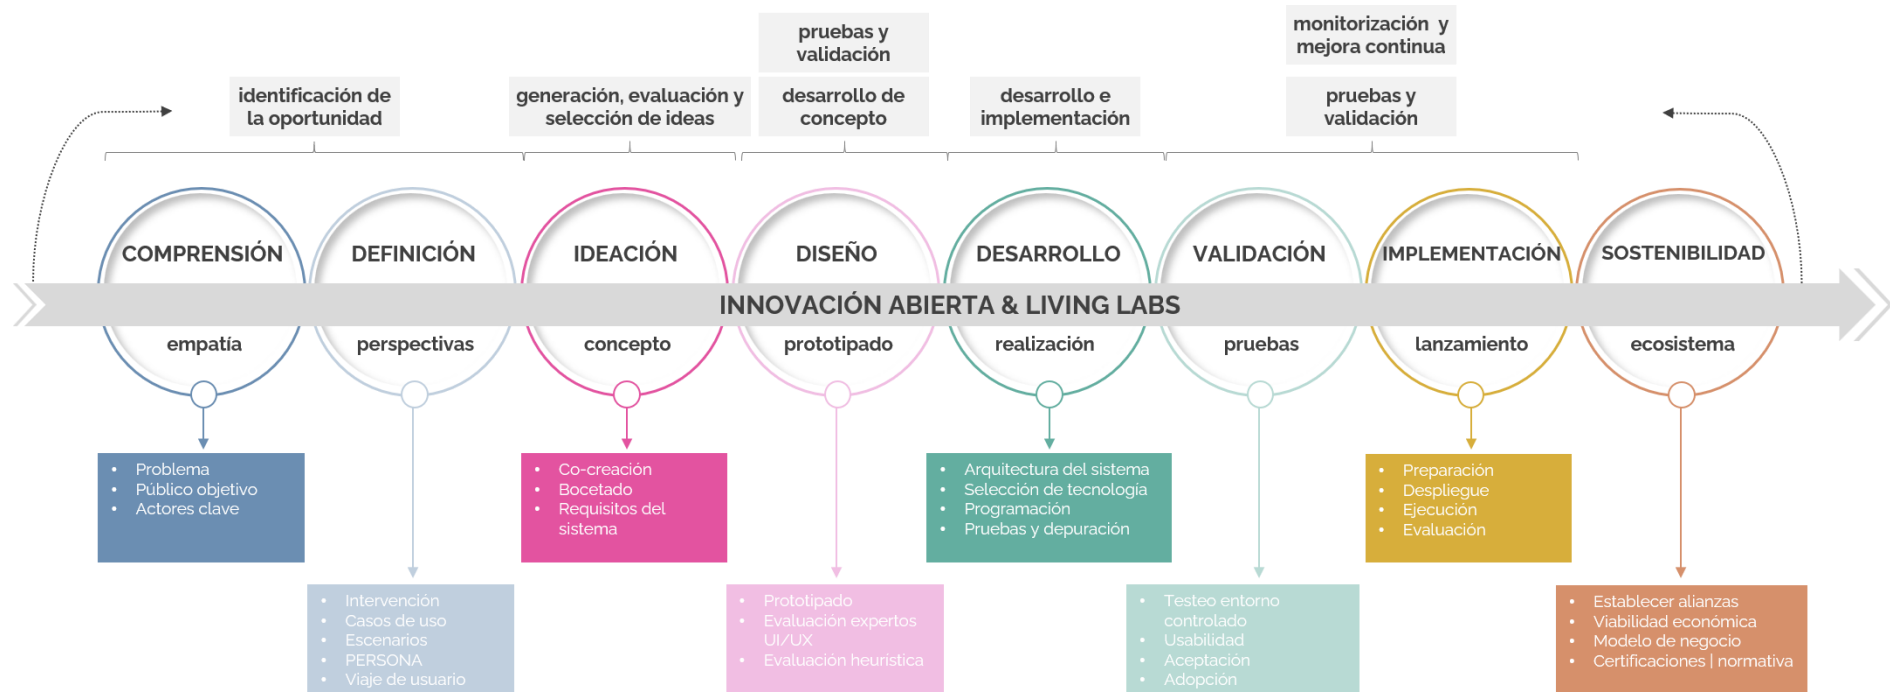 pruebas y
validación
monitorización y
mejora continua
identificación de
la oportunidad
generación, evaluación y
selección de ideas
desarrollo de
concepto
desarrollo e
implementación
pruebas y
validación
COMPRENSIÓN
DEFINICIÓN
IDEACIÓN
DISEÑO
DESARROLLO
VALIDACIÓN
IMPLEMENTACIÓN
SOSTENIBILIDAD
INNOVACIÓN ABIERTA & LIVING LABS
empatía
perspectivas
concepto
prototipado
realización
pruebas
lanzamiento
ecosistema
• Problema
• Público objetivo
• Actores clave
• Co-creación
• Bocetado
• Requisitos del
sistema
• Arquitectura del sistema
• Selección de tecnología
• Programación
• Pruebas y depuración
• Preparación
• Despliegue
• Ejecución
• Evaluación
• Intervención
• Casos de uso
• Escenarios
• PERSONA
• Viaje de usuario
• Prototipado
• Evaluación expertos
UI/UX
• Evaluación heurística
• Testeo entorno
controlado
• Usabilidad
• Aceptación
• Adopción
• Establecer alianzas
• Viabilidad económica
• Modelo de negocio
• Certificaciones | normativa